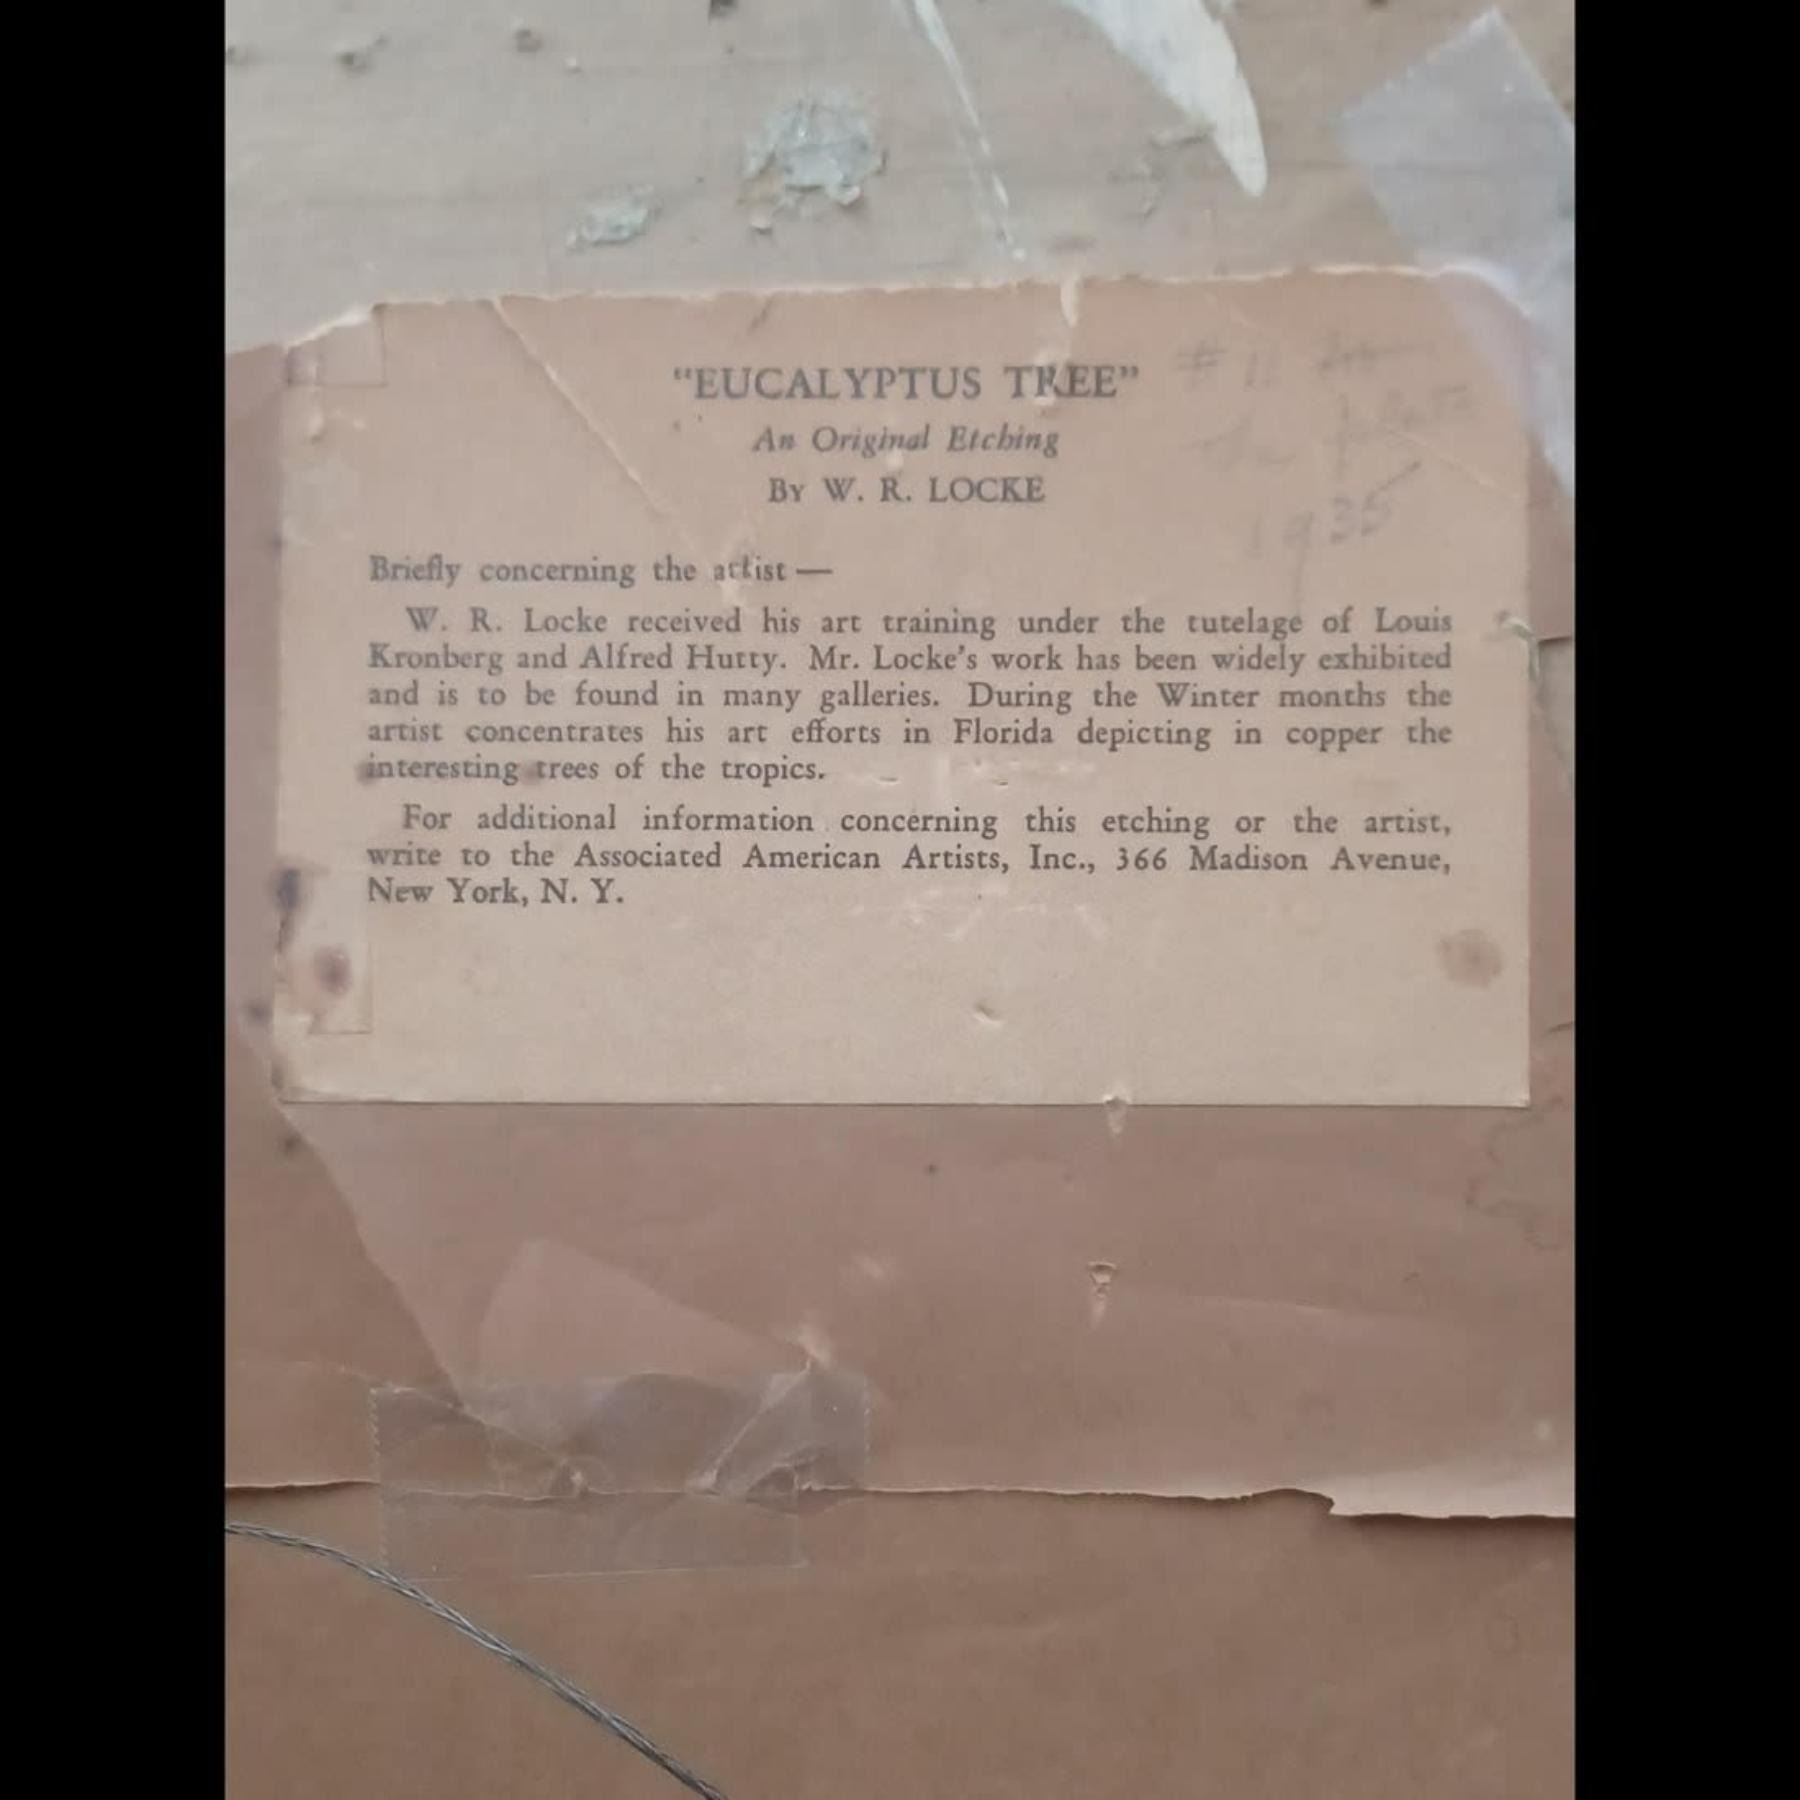 "EUCALYPTUS TREE"
An Original Etching
BY W. R. LOCKE
# 11
the
1935
Briefly concerning the artist —
W. R. Locke received his art training under the tutelage of Louis
Kronberg and Alfred Hutty. Mr. Locke's work has been widely exhibited
and is to be found in many galleries. During the Winter months the
artist concentrates his art efforts in Florida depicting in copper the
interesting trees of the tropics.
For additional information concerning this etching or the artist,
write to the Associated American Artists, Inc., 366 Madison Avenue,
New York, N. Y.